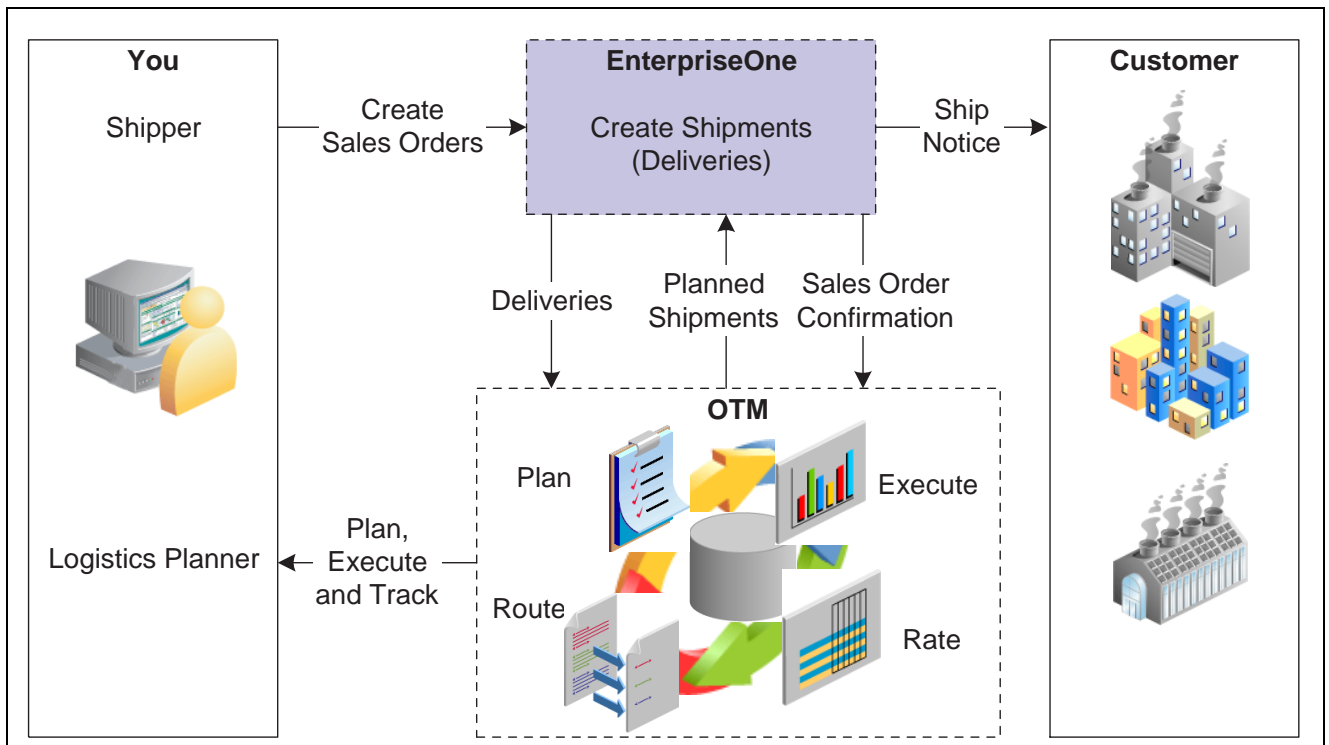 You
Shipper
Logistics Planner
Create
Sales Orders
EnterpriseOne
Create Shipments
(Deliveries)
Ship
Notice
Customer
Deliveries
Planned
Shipments
Sales Order
Confirmation
OTM
Plan
Execute
Route
Rate
Plan,
Execute
and Track